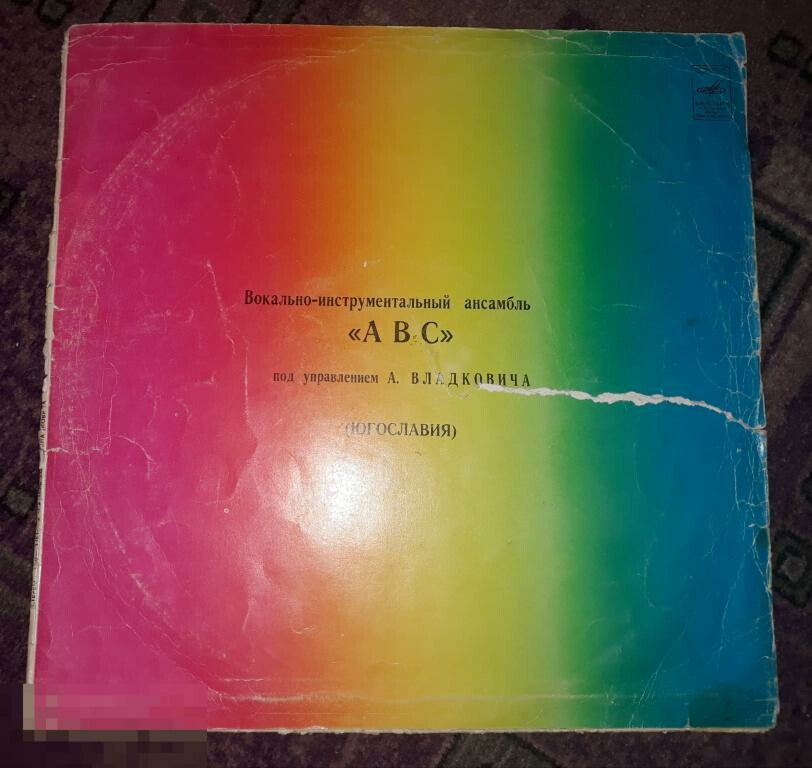 Вокально-инструментальный ансамбль
«А В С»
под управлением А. ВЛАДКОВИЧА
(ЮГОСЛАВИЯ)